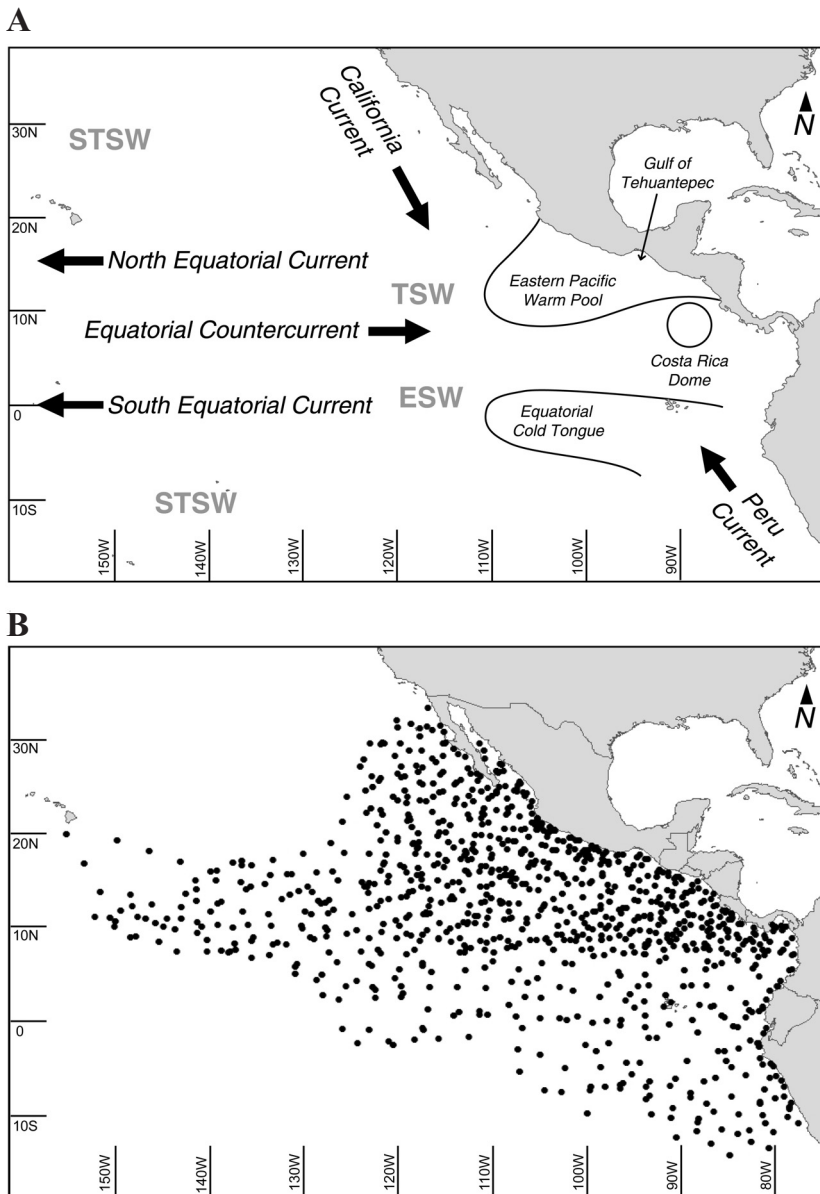 A
California
Current
N
30N
STSW
Gulf of
Tehuantepec
20N
North Equatorial Current
Eastern Pacific
Warm Pool
TSW
10N
Equatorial Countercurrent
Costa Rica
Dome
South Equatorial Current
ESW
0
Equatorial
Cold Tongue
STSW
10S
Peru
Current
150W
140W
130W
120W
110W
100W
90W
B
N
30N
20N
10N
0
10S
150W
140W
130W
120W
110W
100W
90W
80W